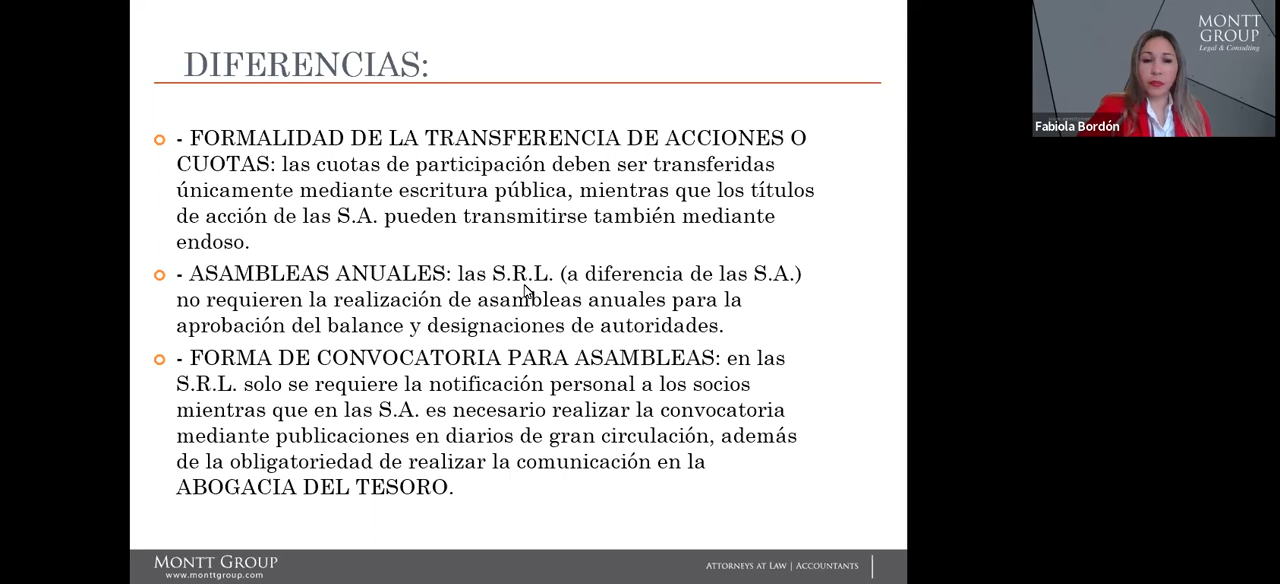 DIFERENCIAS:
- FORMALIDAD DE LA TRANSFERENCIA DE ACCIONES O
CUOTAS: las cuotas de participación deben ser transferidas
únicamente mediante escritura pública, mientras que los títulos
de acción de las S.A. pueden transmitirse también mediante
endoso.
- ASAMBLEAS ANUALES: las S.R.L. (a diferencia de las S.A.)
no requieren la realización de asambleas anuales para la
aprobación del balance y designaciones de autoridades.
- FORMA DE CONVOCATORIA PARA ASAMBLEAS: en las
S.R.L. solo se requiere la notificación personal a los socios
mientras que en las S.A. es necesario realizar la convocatoria
mediante publicaciones en diarios de gran circulación, además
de la obligatoriedad de realizar la comunicación en la
ABOGACIA DEL TESORO.
MONTT GROUP
www.monttgroup.com
ATTORNEYS AT LAW | ACCOUNTANTS
MONTT
GROUP
Legal & Consulting
Fabiola Bordón